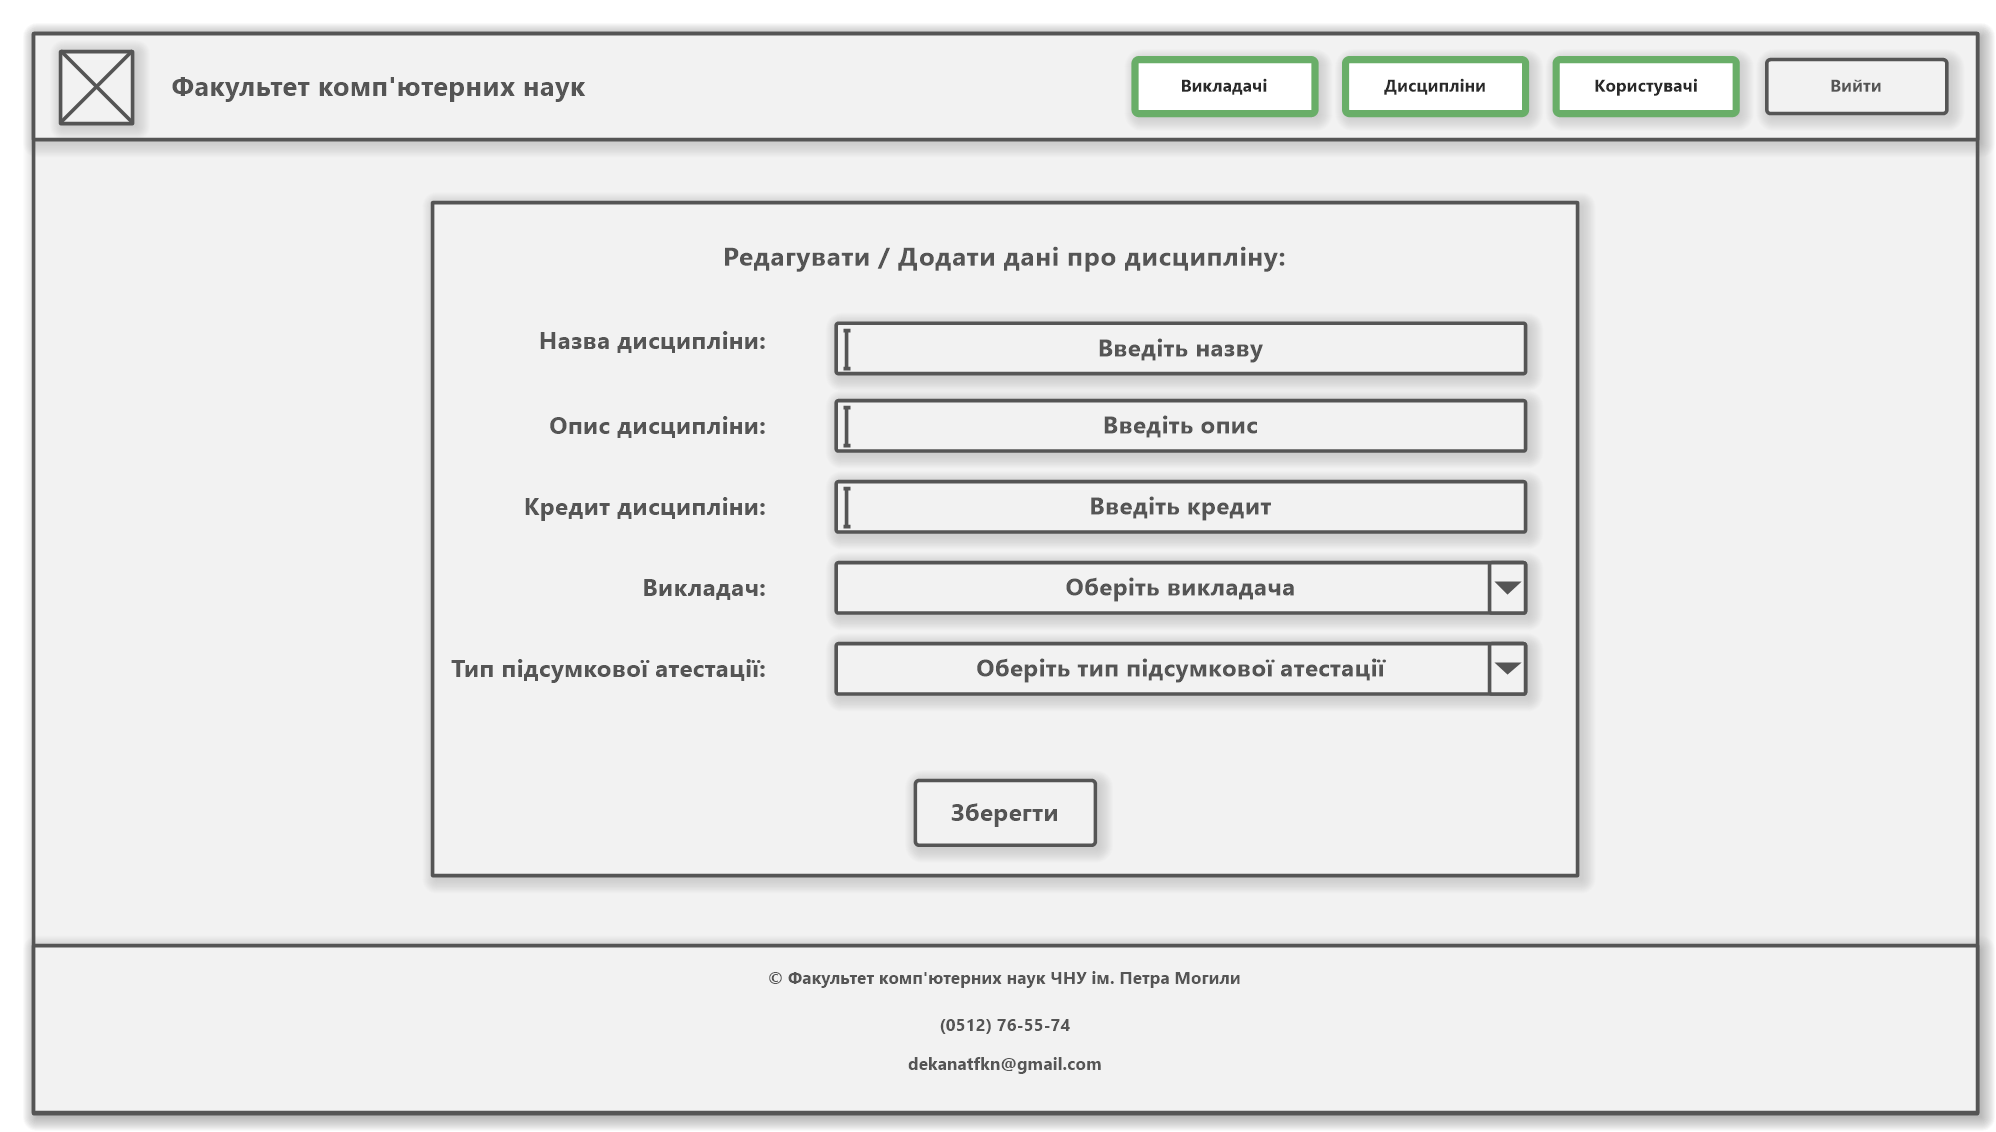 Факультет комп'ютерних наук
Викладачі
Дисципліни
Користувачі
Вийти
Редагувати / Додати дані про дисципліну:
Назва дисципліни:
Введіть назву
Опис дисципліни:
Введіть опис
Кредит дисципліни:
Введіть кредит
Викладач:
Оберіть викладача
Тип підсумкової атестації:
Оберіть тип підсумкової атестації
Зберегти
© Факультет комп'ютерних наук ЧНУ ім. Петра Могили
(0512) 76-55-74
dekanatfkn@gmail.com